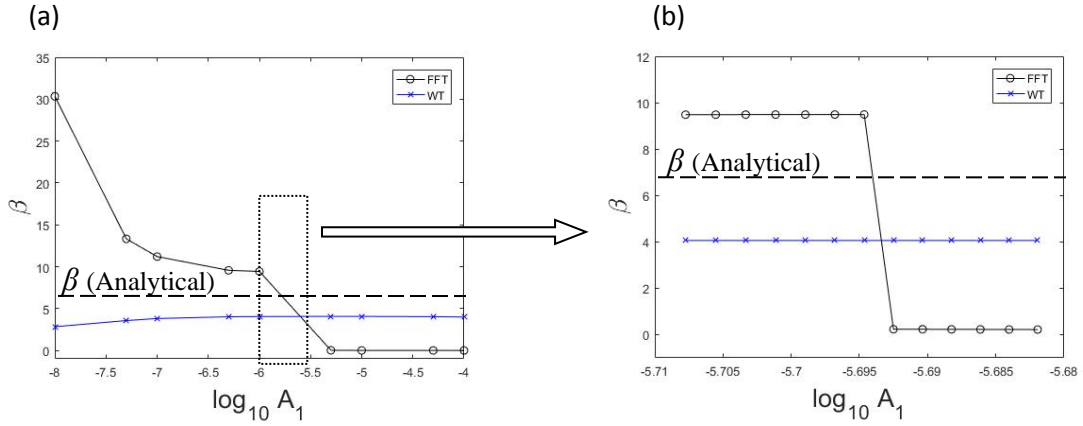 (a)
35
30
25
20
15
10
5
0
β
FFT
WT
β (Analytical)
-8
-7.5
-7
-6.5
-6
-5.5
-5
-4.5
-4
log10 A1
(b)
12
10
8
6
4
2
0
β
FFT
WT
β (Analytical)
-5.71
-5.705
-5.7
-5.695
-5.69
-5.685
-5.68
log10 A1